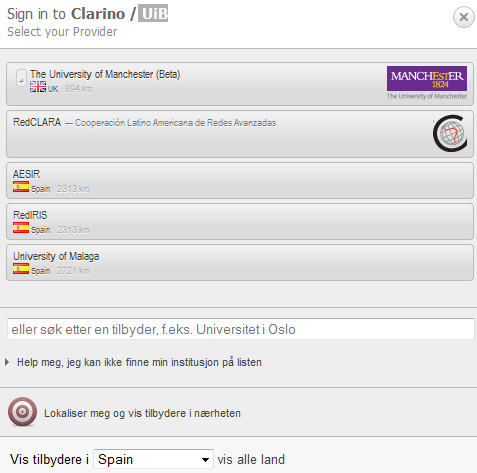 Sign in to Clarino / UiB
Select your Provider
The University of Manchester (Beta)
UK 894 km
MANCHESTER
1824
The University of Manchester
RedCLARA — Cooperación Latino Americana de Redes Avanzadas
AESIR
Spain 2313 km
RedIRIS
Spain 2313 km
University of Malaga
Spain 2721 km
eller søk etter en tilbyder, f.eks. Universitet i Oslo
Help meg, jeg kan ikke finne min institusjon på listen
Lokaliser meg og vis tilbydere i nærheten
Vis tilbydere i Spain vis alle land